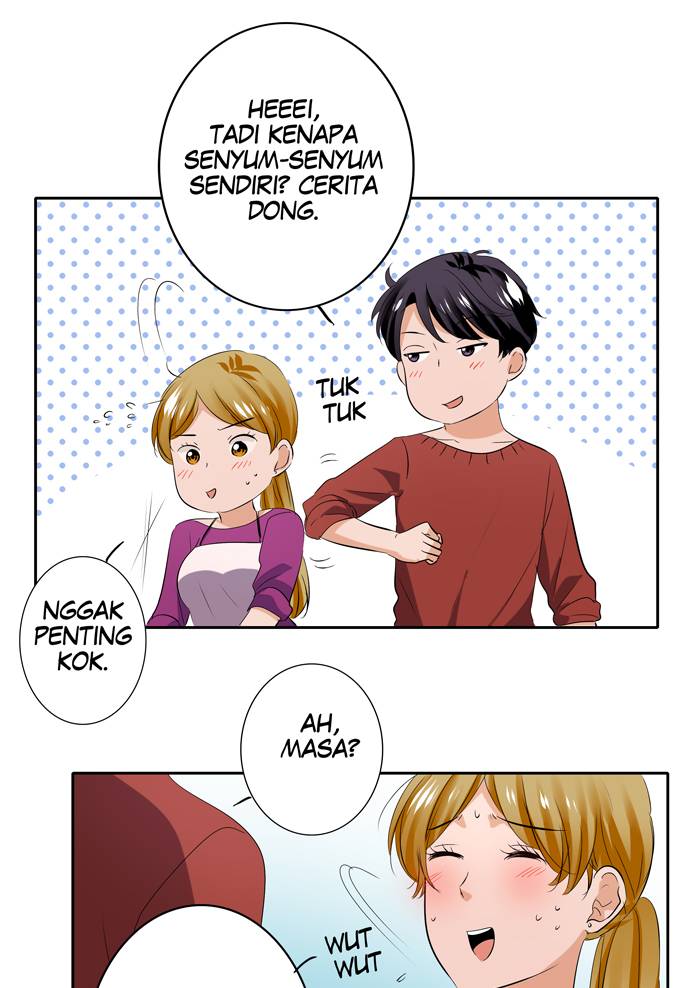 HEEEI,
TADI KENAPA
SENYUM-SENYUM
SENDIRI? CERITA
DONG.
TUK
TUK
NGGAK
PENTING
KOK.
AH,
MASA?
WUT
WUT